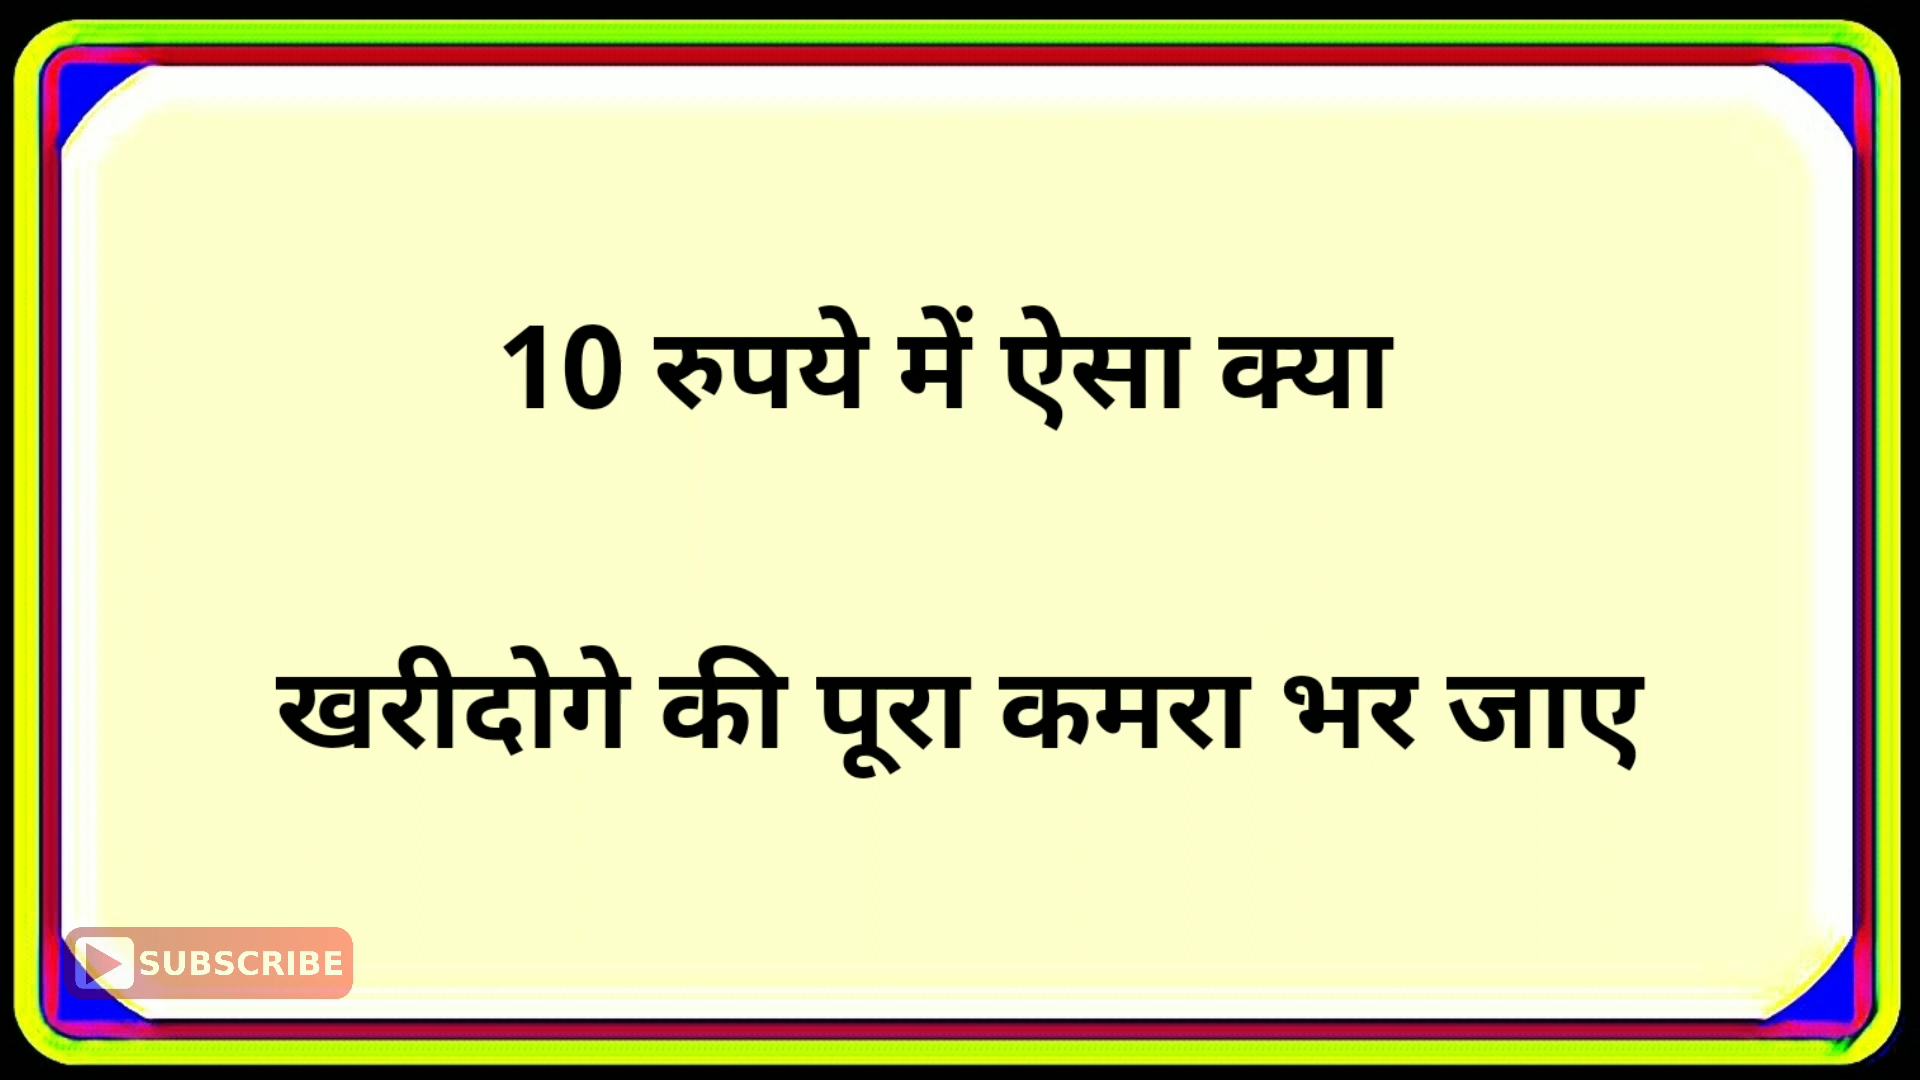 10 रुपये में ऐसा क्या
खरीदोगे की पूरा कमरा भर जाए
SUBSCRIBE